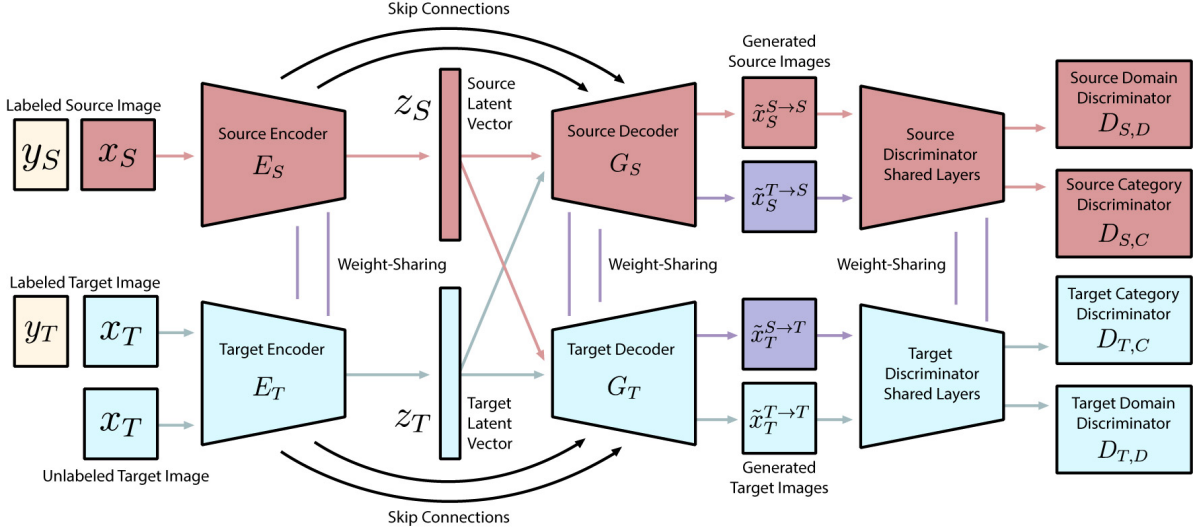 Skip Connections
Labeled Source Image
y_S
x_S
Source Encoder
E_S
z_S
Source
Latent
Vector
Source Decoder
G_S
Generated
Source Images
x̃_S^{S→S}
x̃_S^{T→S}
Source
Discriminator
Shared Layers
Source Domain
Discriminator
D_{S,D}
Source Category
Discriminator
D_{S,C}
Weight-Sharing
Weight-Sharing
Weight-Sharing
Labeled Target Image
y_T
x_T
x_T
Unlabeled Target Image
Target Encoder
E_T
z_T
Target
Latent
Vector
Target Decoder
G_T
x̃_T^{S→T}
x̃_T^{T→T}
Generated
Target Images
Target
Discriminator
Shared Layers
Target Category
Discriminator
D_{T,C}
Target Domain
Discriminator
D_{T,D}
Skip Connections